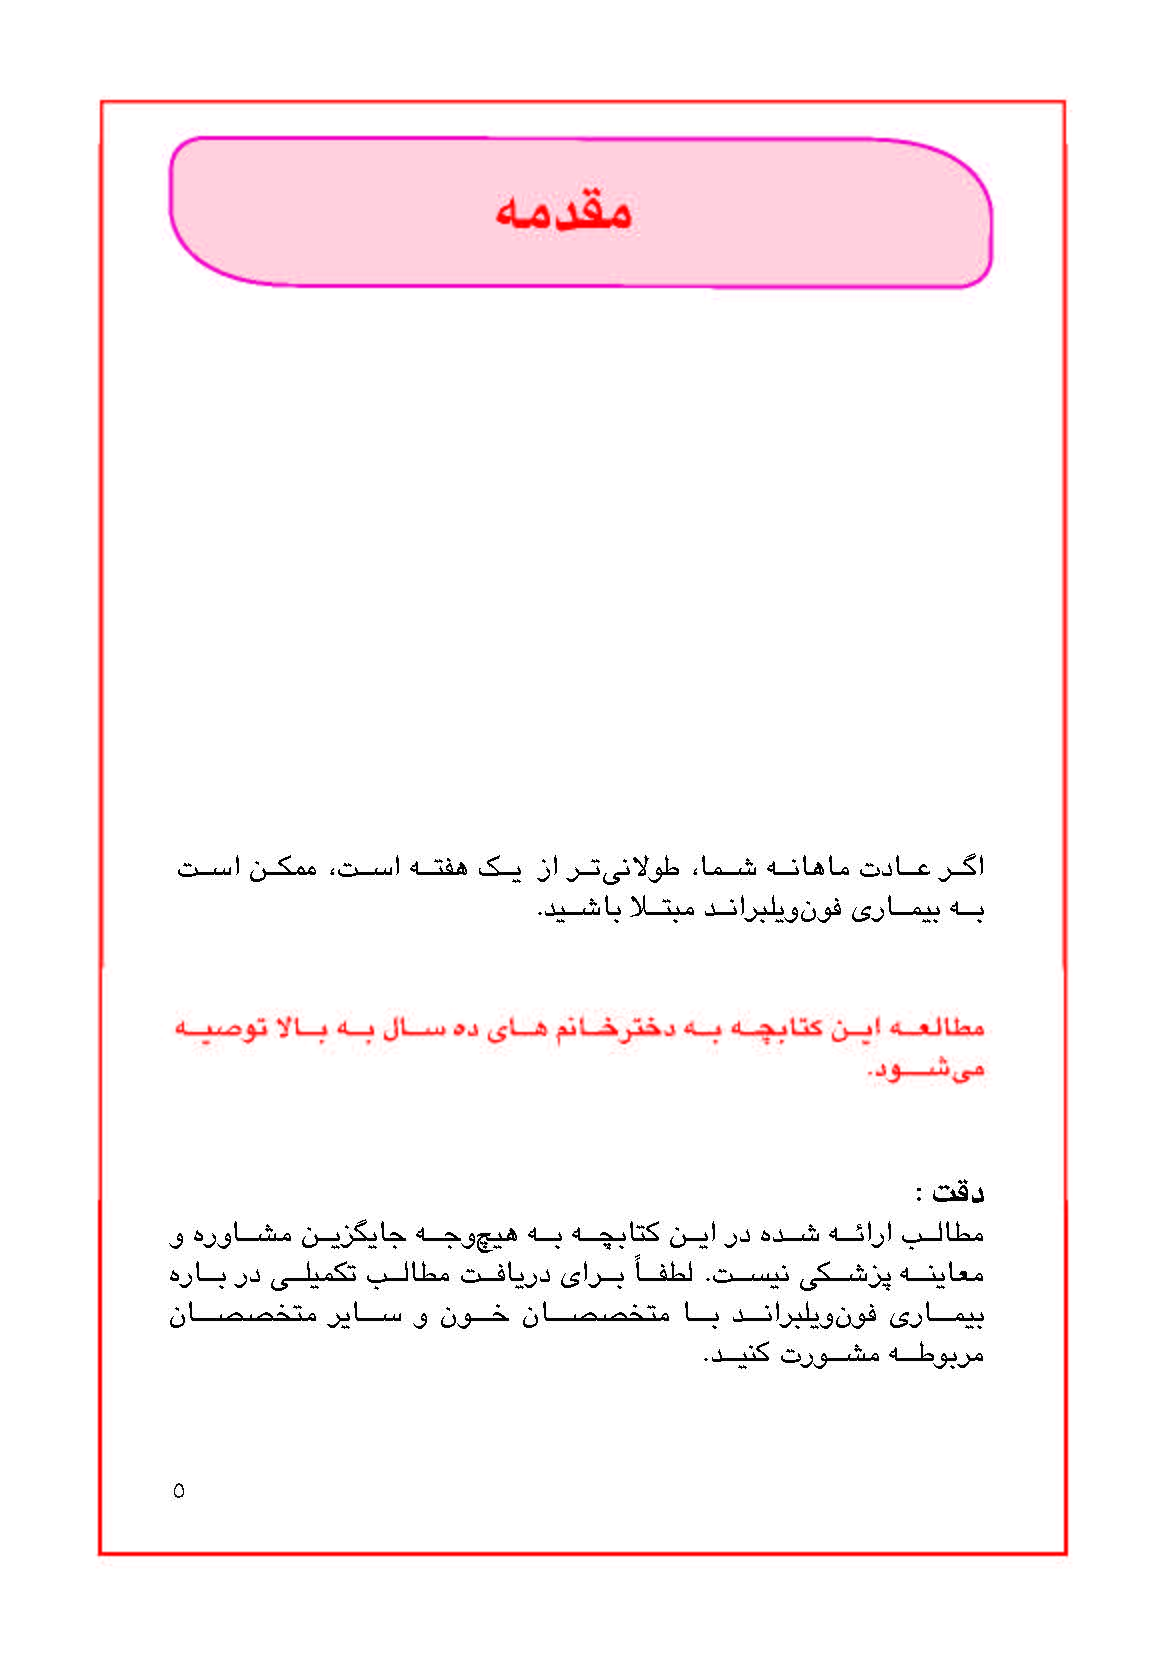 مقدمه
اگر عادت ماهانه شما، طولانی‌تر از یک هفته است، ممکن است
به بیماری فون‌ویلبراند مبتلا باشید.
مطالعه این کتابچه به دخترخانم های ده سال به بالا توصیه
می‌شود.
دقت :
مطالب ارائه شده در این کتابچه به هیچ‌وجه جایگزین مشاوره و
معاینه پزشکی نیست. لطفاً برای دریافت مطالب تکمیلی در باره
بیماری فون‌ویلبراند با متخصصان خون و سایر متخصصان
مربوطه مشورت کنید.
۵